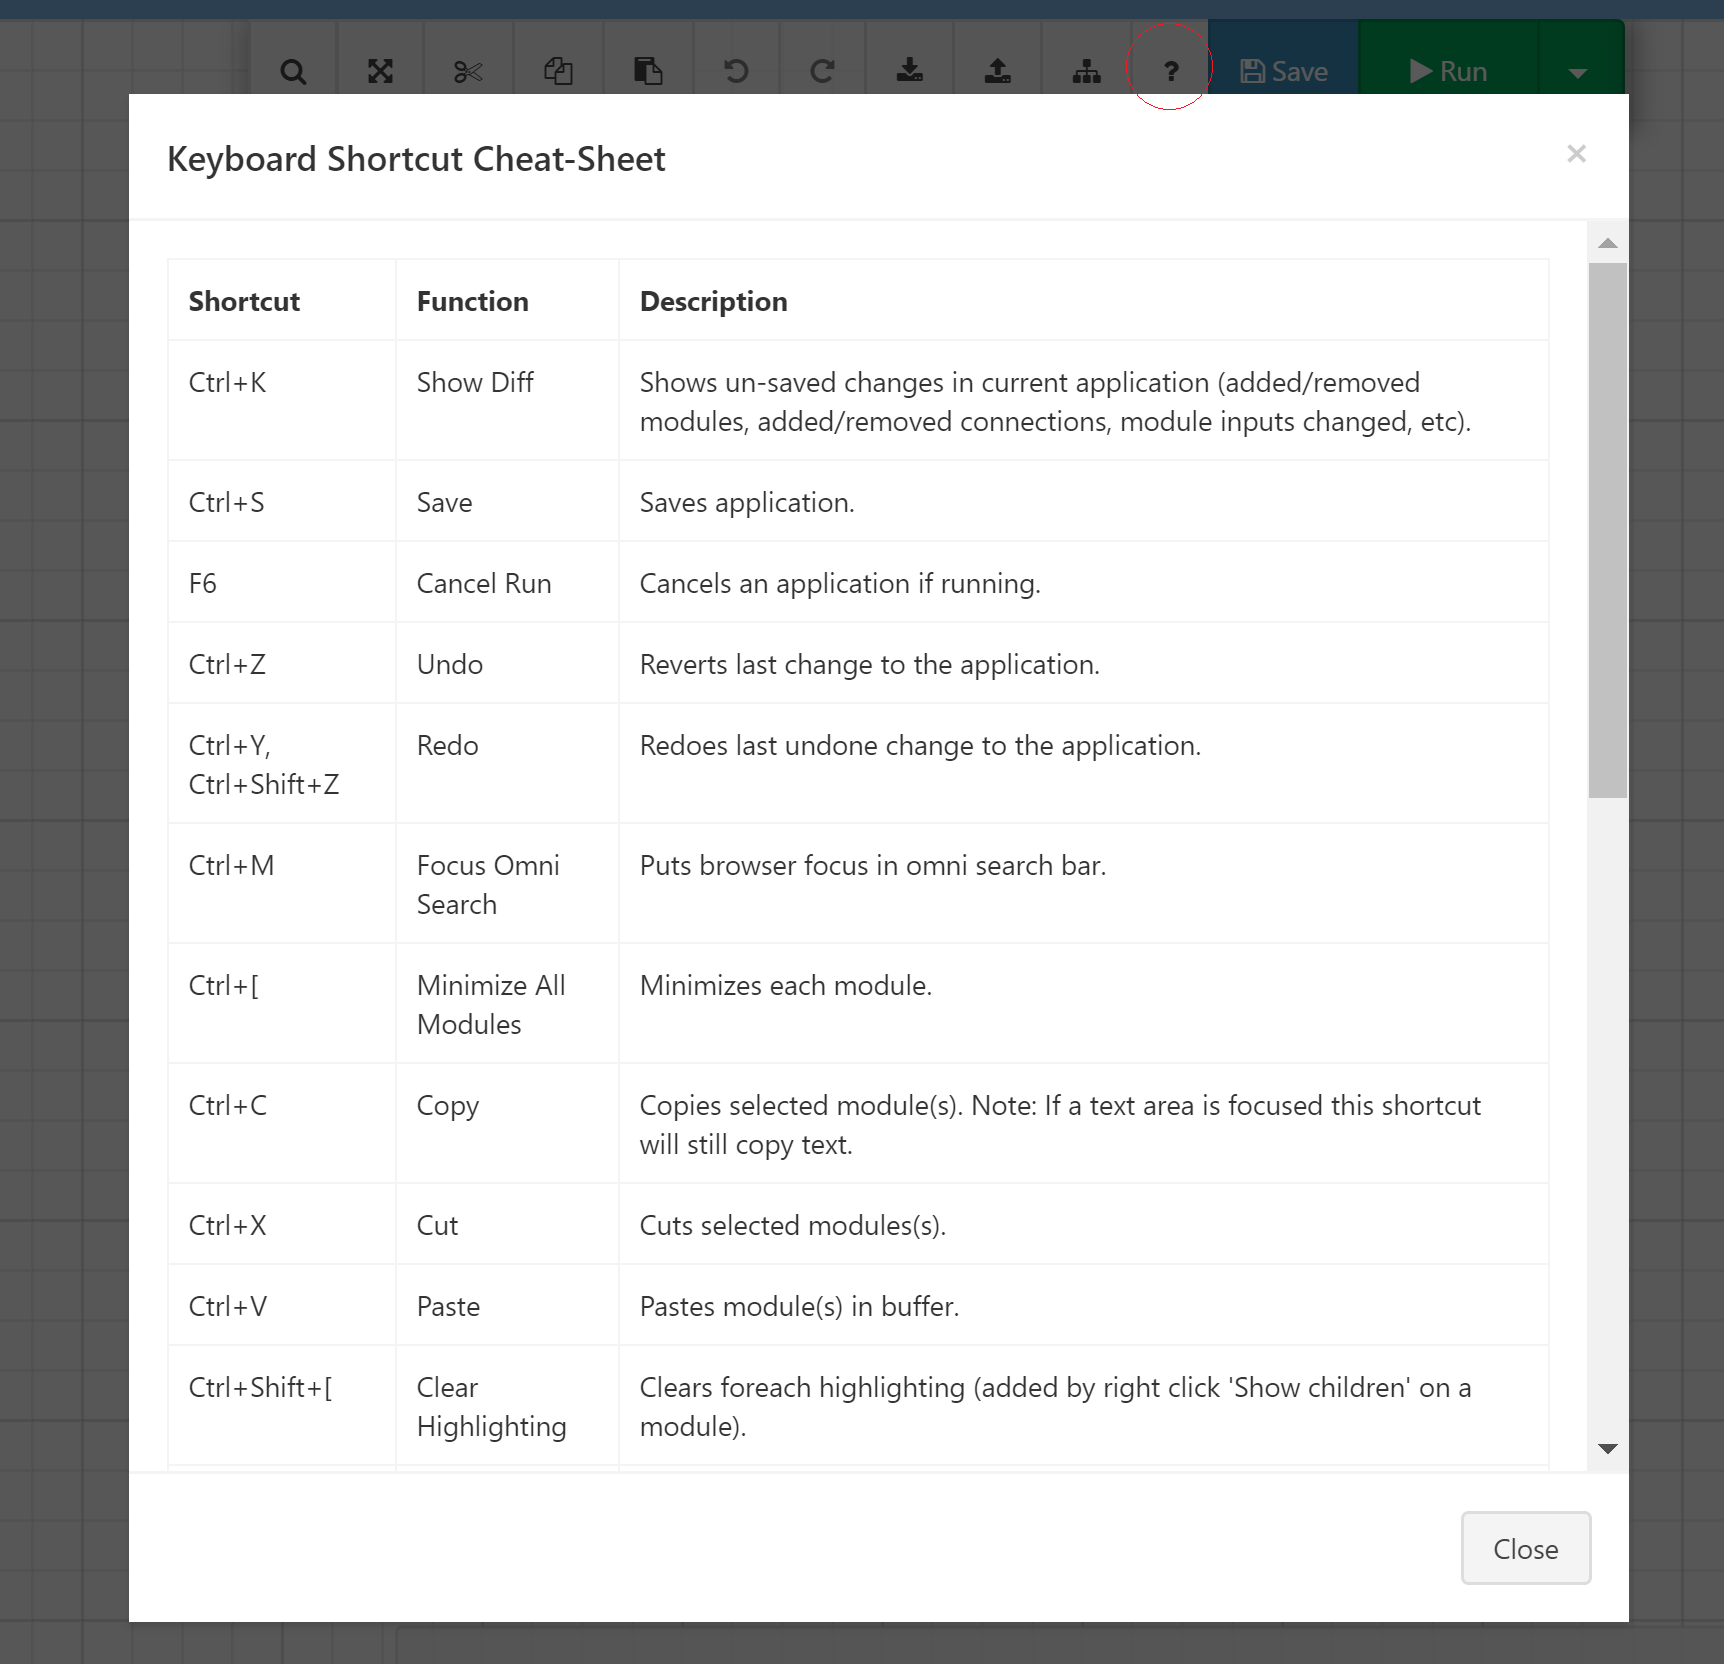 ? Save Run
Keyboard Shortcut Cheat-Sheet ×
Shortcut Function Description
Ctrl+K Show Diff Shows un-saved changes in current application (added/removed
modules, added/removed connections, module inputs changed, etc).
Ctrl+S Save Saves application.
F6 Cancel Run Cancels an application if running.
Ctrl+Z Undo Reverts last change to the application.
Ctrl+Y, Redo Redoes last undone change to the application.
Ctrl+Shift+Z
Ctrl+M Focus Omni Puts browser focus in omni search bar.
Search
Ctrl+[ Minimize All Minimizes each module.
Modules
Ctrl+C Copy Copies selected module(s). Note: If a text area is focused this shortcut
will still copy text.
Ctrl+X Cut Cuts selected modules(s).
Ctrl+V Paste Pastes module(s) in buffer.
Ctrl+Shift+[ Clear Clears foreach highlighting (added by right click 'Show children' on a
Highlighting module).
Close